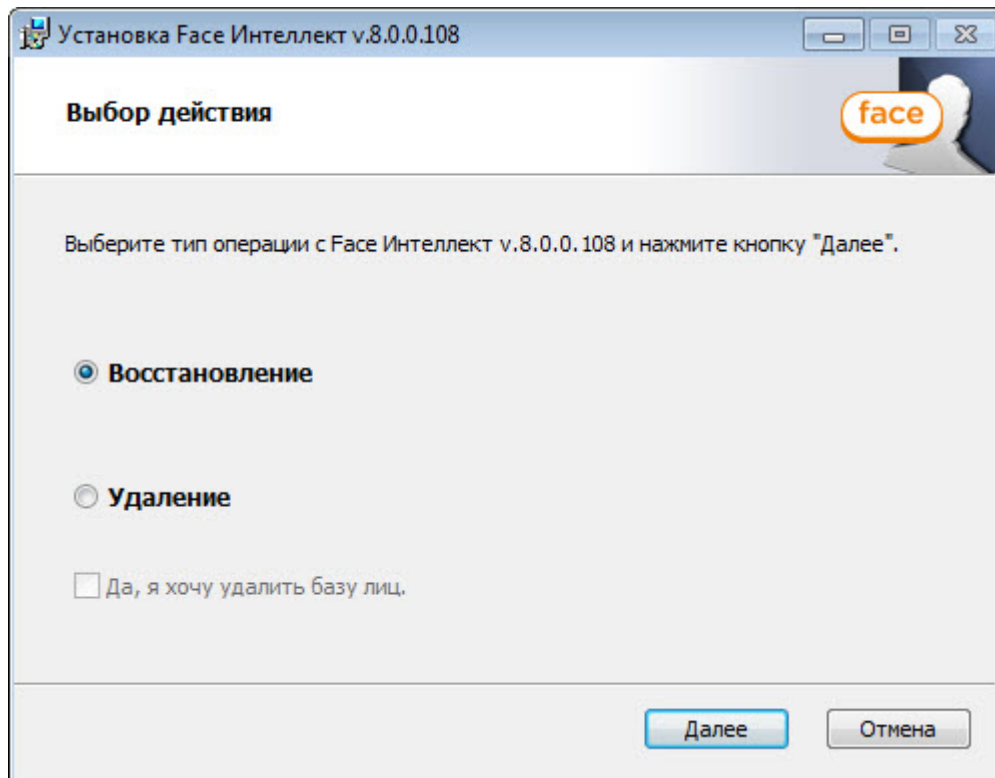 Установка Face Интеллект v.8.0.0.108
Выбор действия
face
Выберите тип операции с Face Интеллект v.8.0.0.108 и нажмите кнопку "Далее".
Восстановление
Удаление
Да, я хочу удалить базу лиц.
Далее
Отмена